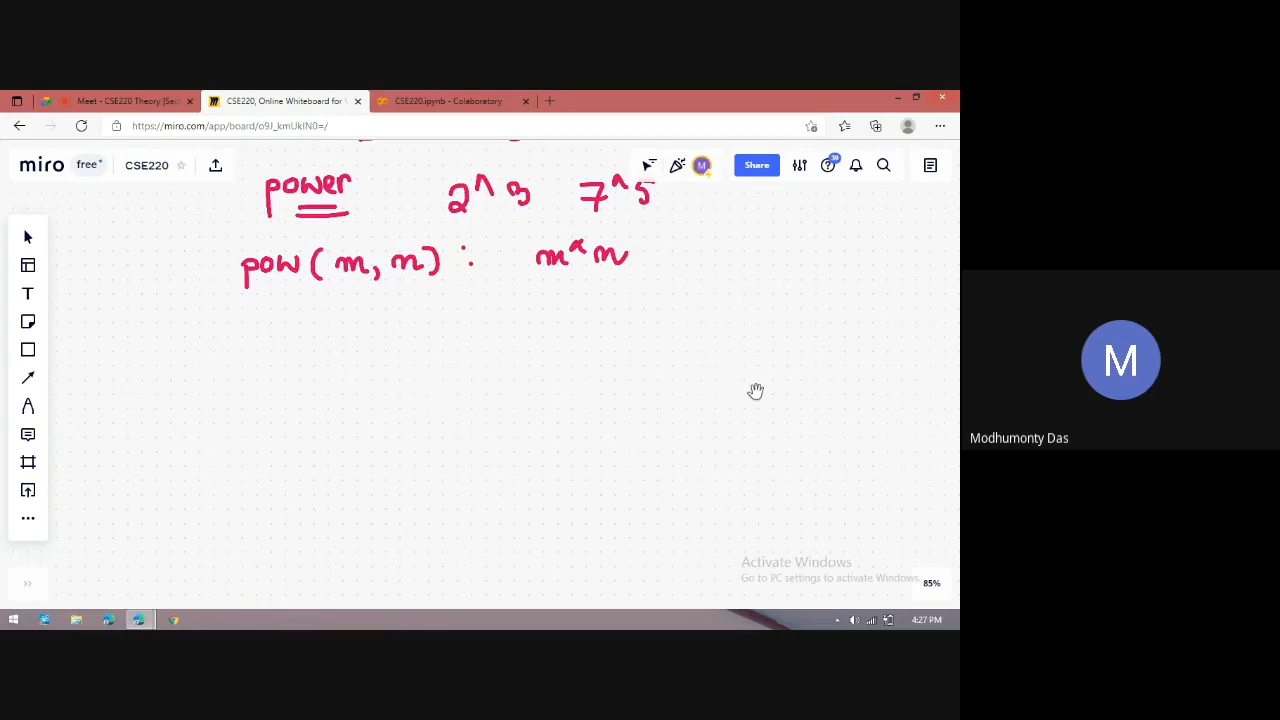 Meet - CSE220 Theory [Sec
CSE220, Online Whiteboard for
CSE220.ipynb - Colaboratory
https://miro.com/app/board/o9J_kmUkIN0=/
miro free CSE220 M Share
power 2^3 7^5
pow(m, n) : m^n
M
Modhumonty Das
Activate Windows
Go to PC settings to activate Windows.
85%
4:27 PM